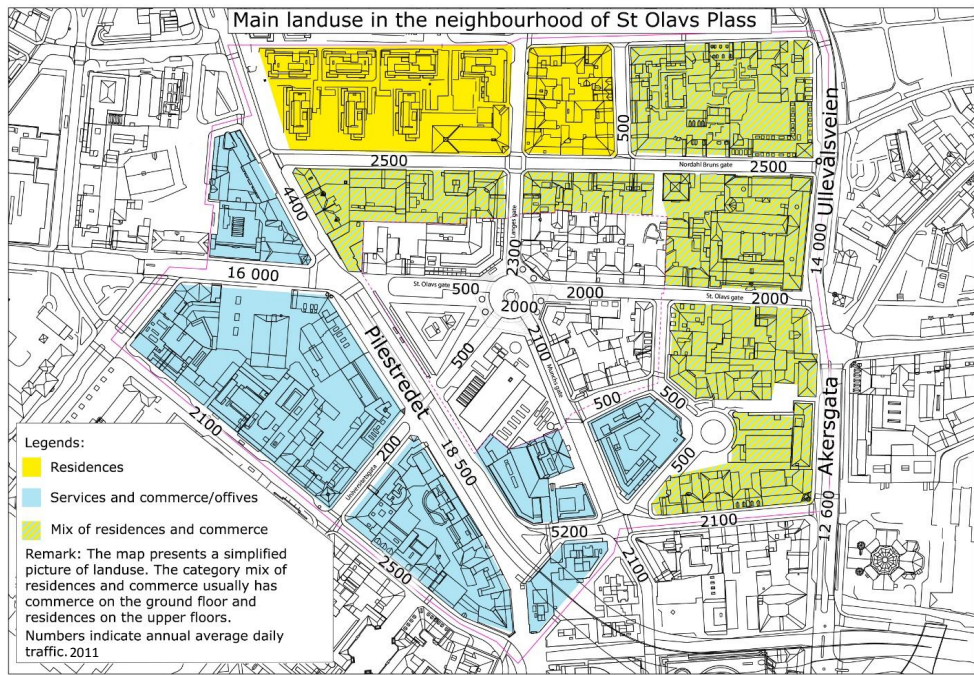 Main landuse in the neighbourhood of St Olavs Plass
500
2500
Nordahl Bruns gate
2500
Ullevålsveien
4400
14 000
Langes gate
2300
16 000
St. Olavs gate
500
2000
St. Olavs gate
2000
2000
2100
Pilestredet
500
Munchs gate
500
500
2100
200
Universitetsgata
18 500
500
Akersgata
12 600
5200
2100
2100
2500
Legends:
Residences
Services and commerce/offives
Mix of residences and commerce
Remark: The map presents a simplified
picture of landuse. The category mix of
residences and commerce usually has
commerce on the ground floor and
residences on the upper floors.
Numbers indicate annual average daily
traffic. 2011